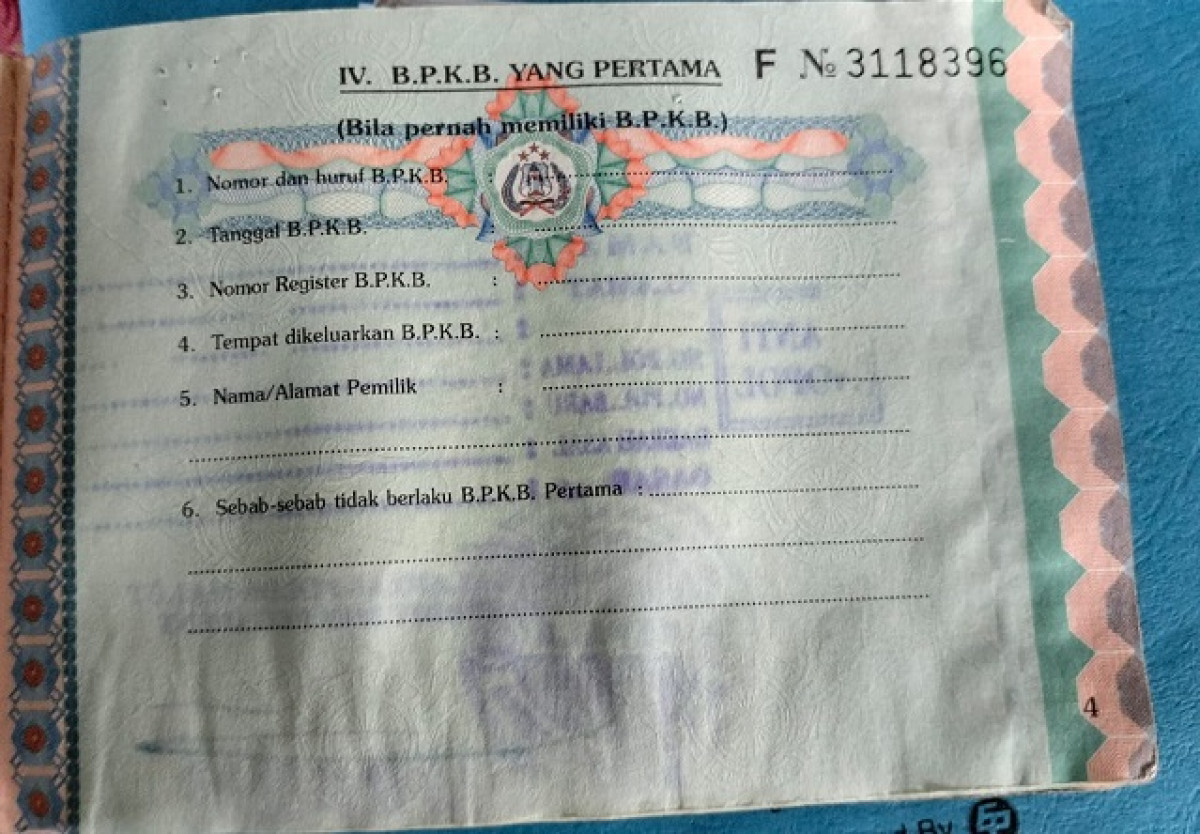 IV. B.P.K.B. YANG PERTAMA F № 3118396
(Bila pernah memiliki B.P.K.B.)
1. Nomor dan huruf B.P.K.B. :
2. Tanggal B.P.K.B. :
3. Nomor Register B.P.K.B. :
4. Tempat dikeluarkan B.P.K.B. :
5. Nama/Alamat Pemilik :
6. Sebab-sebab tidak berlaku B.P.K.B. Pertama :
4
By